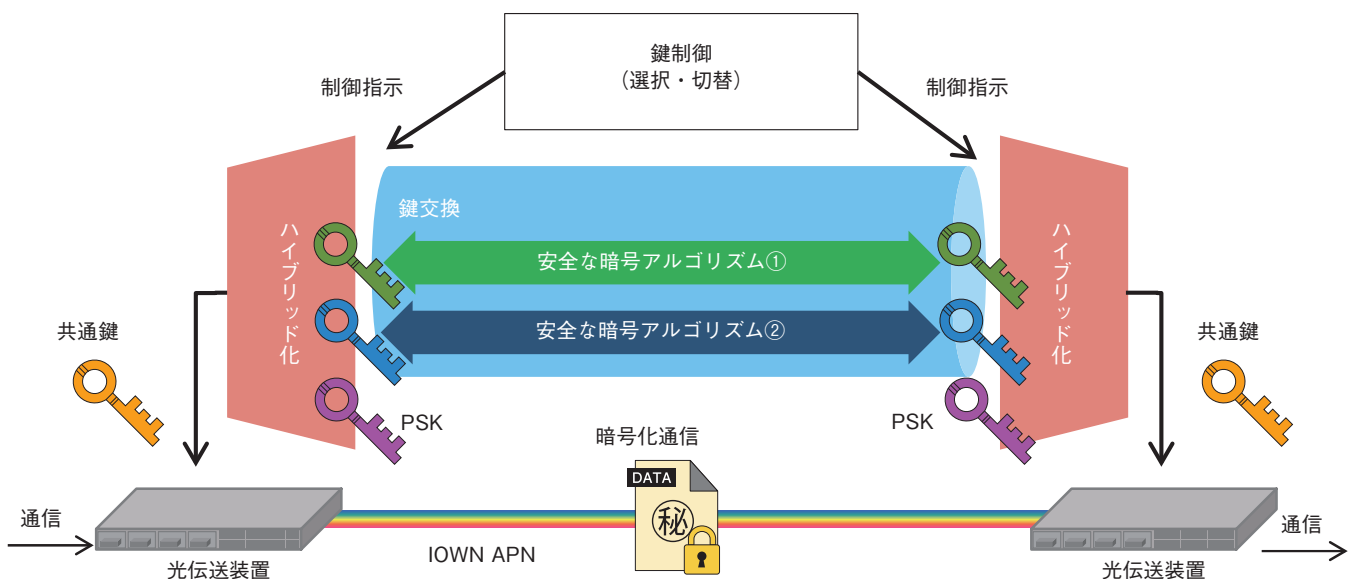 鍵制御
（選択・切替）
制御指示
制御指示
鍵交換
ハイブリッド化
ハイブリッド化
安全な暗号アルゴリズム①
安全な暗号アルゴリズム②
共通鍵
共通鍵
PSK
PSK
暗号化通信
DATA
秘
通信
通信
IOWN APN
光伝送装置
光伝送装置